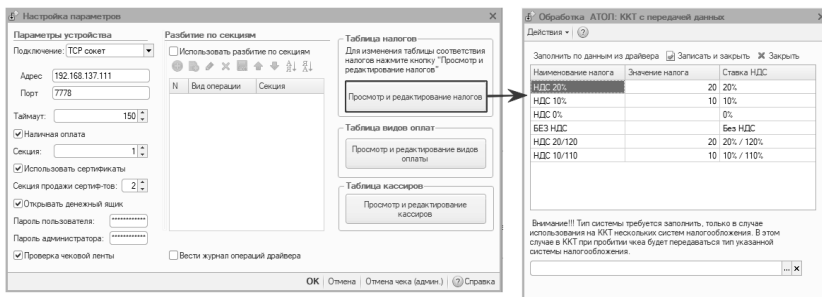 Настройка параметров
Параметры устройства
Подключение: TCP сокет
Адрес 192.168.137.111
Порт 7778
Таймаут: 150
Наличная оплата
Секция: 1
Использовать сертификаты
Секция продажи сертиф-тов: 2
Открывать денежный ящик
Пароль пользователя: ************
Пароль администратора: ************
Проверка чековой ленты
Разбитие по секциям
Использовать разбитие по секциям
N Вид операции Секция
Вести журнал операций драйвера
Таблица налогов
Для изменения таблицы соответствия
налогов нажмите кнопку "Просмотр и
редактирование налогов"
Просмотр и редактирование налогов
Таблица видов оплат
Просмотр и редактирование видов
оплаты
Таблица кассиров
Просмотр и редактирование
кассиров
OK Отмена Отмена чека (админ.) Справка
Обработка АТОЛ: ККТ с передачей данных
Действия
Заполнить по данным из драйвера Записать и закрыть Закрыть
Наименование налога Значение налога Ставка НДС
НДС 20% 20 20%
НДС 10% 10 10%
НДС 0% 0%
БЕЗ НДС Без НДС
НДС 20/120 20 20% / 120%
НДС 10/110 10 10% / 110%
Внимание!!! Тип системы требуется заполнить, только в случае
использования на ККТ нескольких систем налогообложения. В этом
случае в ККТ при пробитии чкеа будет передаваться тип указанной
системы налогообложения.